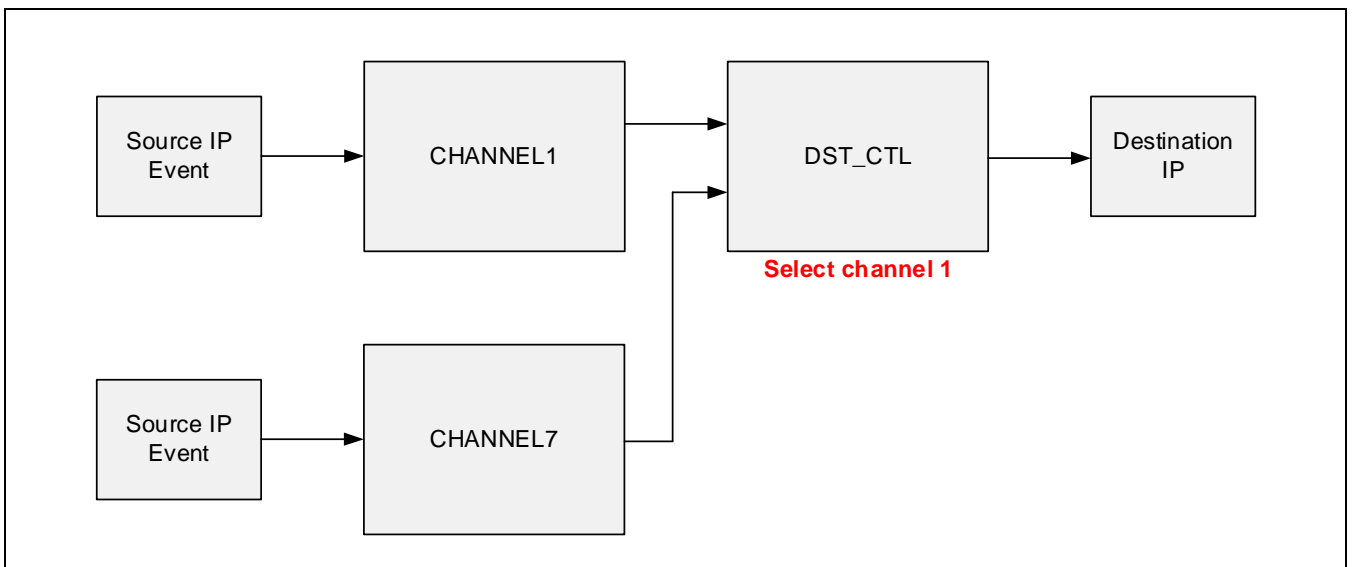 Source IP
Event
CHANNEL1
DST_CTL
Destination
IP
Select channel 1
Source IP
Event
CHANNEL7